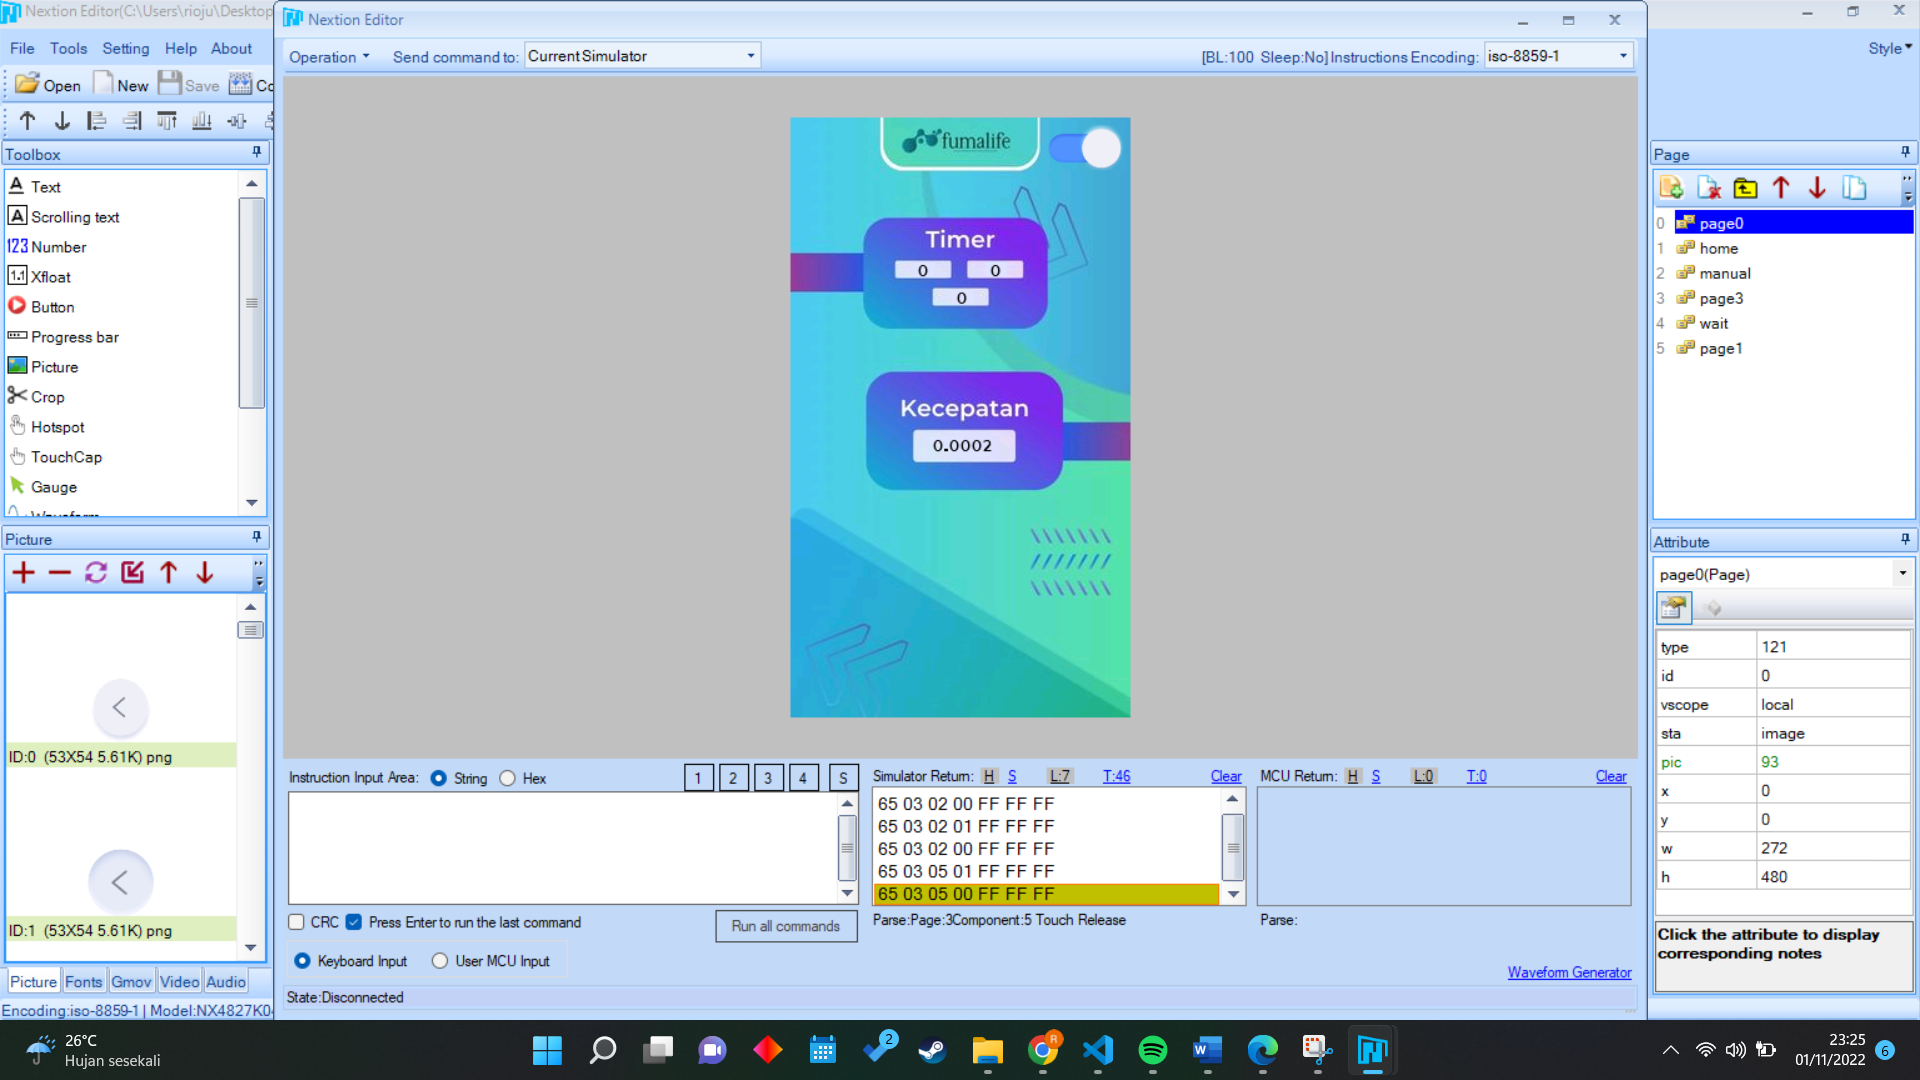 Nextion Editor(C:\Users\rioju\Desktop
Nextion Editor
File Tools Setting Help About
Style
Operation Send command to: Current Simulator [BL:100 Sleep:No] Instructions Encoding: iso-8859-1
Open New Save
Toolbox
Text
Scrolling text
Number
Xfloat
Button
Progress bar
Picture
Crop
Hotspot
TouchCap
Gauge
Waveform
Picture
ID:0 (53X54 5.61K) png
ID:1 (53X54 5.61K) png
Picture Fonts Gmov Video Audio
Encoding:iso-8859-1 | Model:NX4827K0
fumalife
Timer
0 0
0
Kecepatan
0.0002
Instruction Input Area: String Hex 1 2 3 4 S
CRC Press Enter to run the last command
Run all commands
Keyboard Input User MCU Input
State:Disconnected
Simulator Return: H S L:7 T:46 Clear
65 03 02 00 FF FF FF
65 03 02 01 FF FF FF
65 03 02 00 FF FF FF
65 03 05 01 FF FF FF
65 03 05 00 FF FF FF
Parse:Page:3Component:5 Touch Release
MCU Return: H S L:0 T:0 Clear
Parse:
Waveform Generator
Page
0 page0
1 home
2 manual
3 page3
4 wait
5 page1
Attribute
page0(Page)
type 121
id 0
vscope local
sta image
pic 93
x 0
y 0
w 272
h 480
Click the attribute to display
corresponding notes
26°C
Hujan sesekali
2
R
23:25
01/11/2022
6